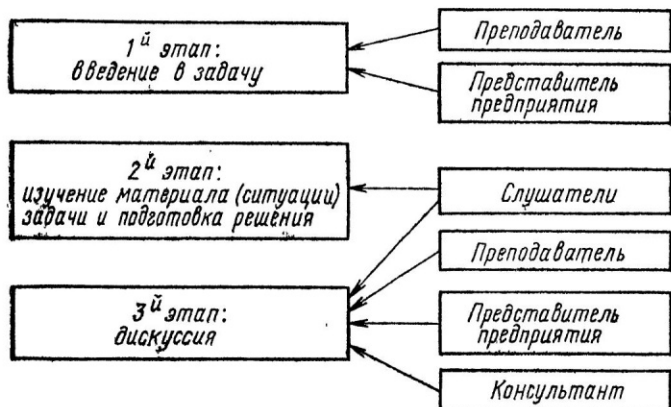 1й этап:
введение в задачу
Преподаватель
Представитель
предприятия
2й этап:
изучение материала (ситуации)
задачи и подготовка решения
Слушатели
Преподаватель
3й этап:
дискуссия
Представитель
предприятия
Консультант